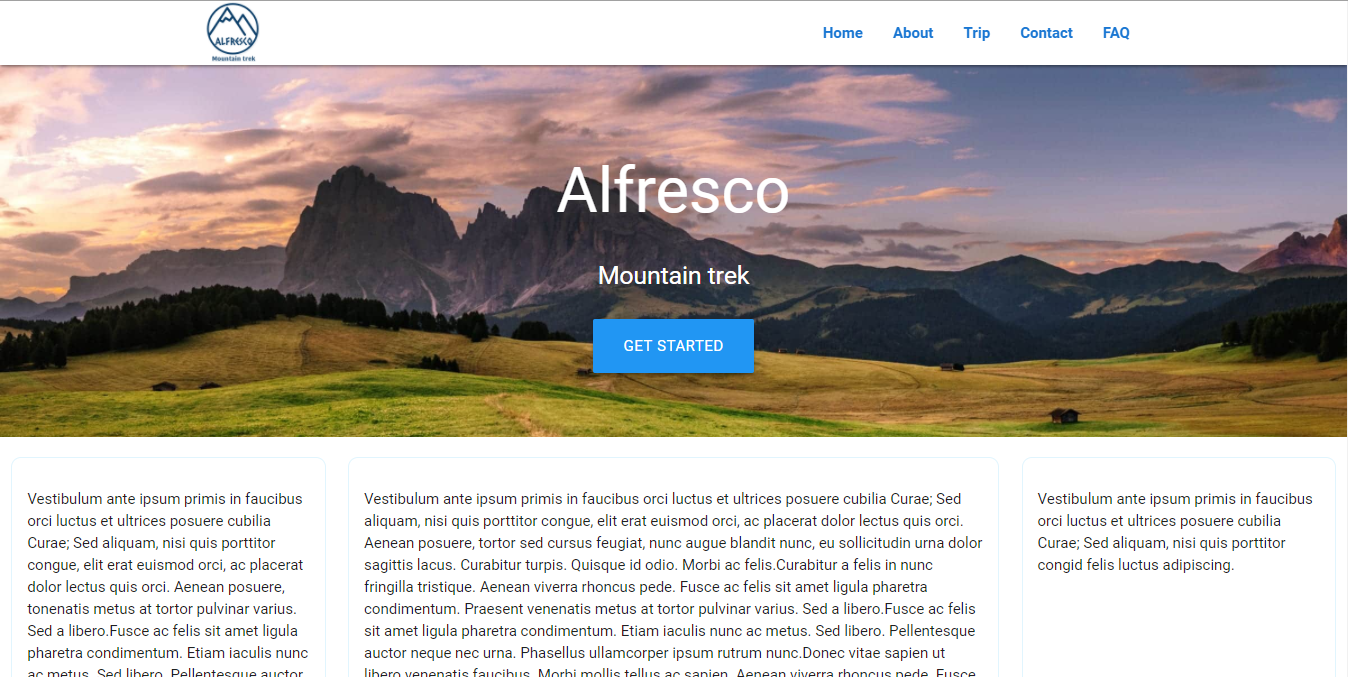 ALFRESCO
Mountain trek
Home About Trip Contact FAQ
Alfresco
Mountain trek
GET STARTED
Vestibulum ante ipsum primis in faucibus
orci luctus et ultrices posuere cubilia
Curae; Sed aliquam, nisi quis porttitor
congue, elit erat euismod orci, ac placerat
dolor lectus quis orci. Aenean posuere,
tonenatis metus at tortor pulvinar varius.
Sed a libero.Fusce ac felis sit amet ligula
pharetra condimentum. Etiam iaculis nunc
ac metus. Sed libero. Pellentesque auctor
Vestibulum ante ipsum primis in faucibus orci luctus et ultrices posuere cubilia Curae; Sed
aliquam, nisi quis porttitor congue, elit erat euismod orci, ac placerat dolor lectus quis orci.
Aenean posuere, tortor sed cursus feugiat, nunc augue blandit nunc, eu sollicitudin urna dolor
sagittis lacus. Curabitur turpis. Quisque id odio. Morbi ac felis.Curabitur a felis in nunc
fringilla tristique. Aenean viverra rhoncus pede. Fusce ac felis sit amet ligula pharetra
condimentum. Praesent venenatis metus at tortor pulvinar varius. Sed a libero.Fusce ac felis
sit amet ligula pharetra condimentum. Etiam iaculis nunc ac metus. Sed libero. Pellentesque
auctor neque nec urna. Phasellus ullamcorper ipsum rutrum nunc.Donec vitae sapien ut
libero venenatis faucibus. Morbi mollis tellus ac sapien. Aenean viverra rhoncus pede. Fusce
Vestibulum ante ipsum primis in faucibus
orci luctus et ultrices posuere cubilia
Curae; Sed aliquam, nisi quis porttitor
congid felis luctus adipiscing.